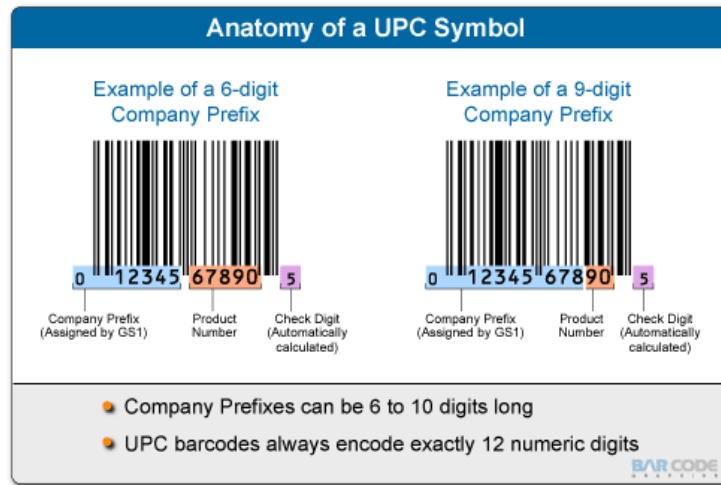 Anatomy of a UPC Symbol
Example of a 6-digit
Company Prefix
0 12345 67890 5
Company Prefix
(Assigned by GS1)
Product
Number
Check Digit
(Automatically
calculated)
Example of a 9-digit
Company Prefix
0 12345 67890 5
Company Prefix
(Assigned by GS1)
Product
Number
Check Digit
(Automatically
calculated)
Company Prefixes can be 6 to 10 digits long
UPC barcodes always encode exactly 12 numeric digits
BAR CODE
GRAPHICS